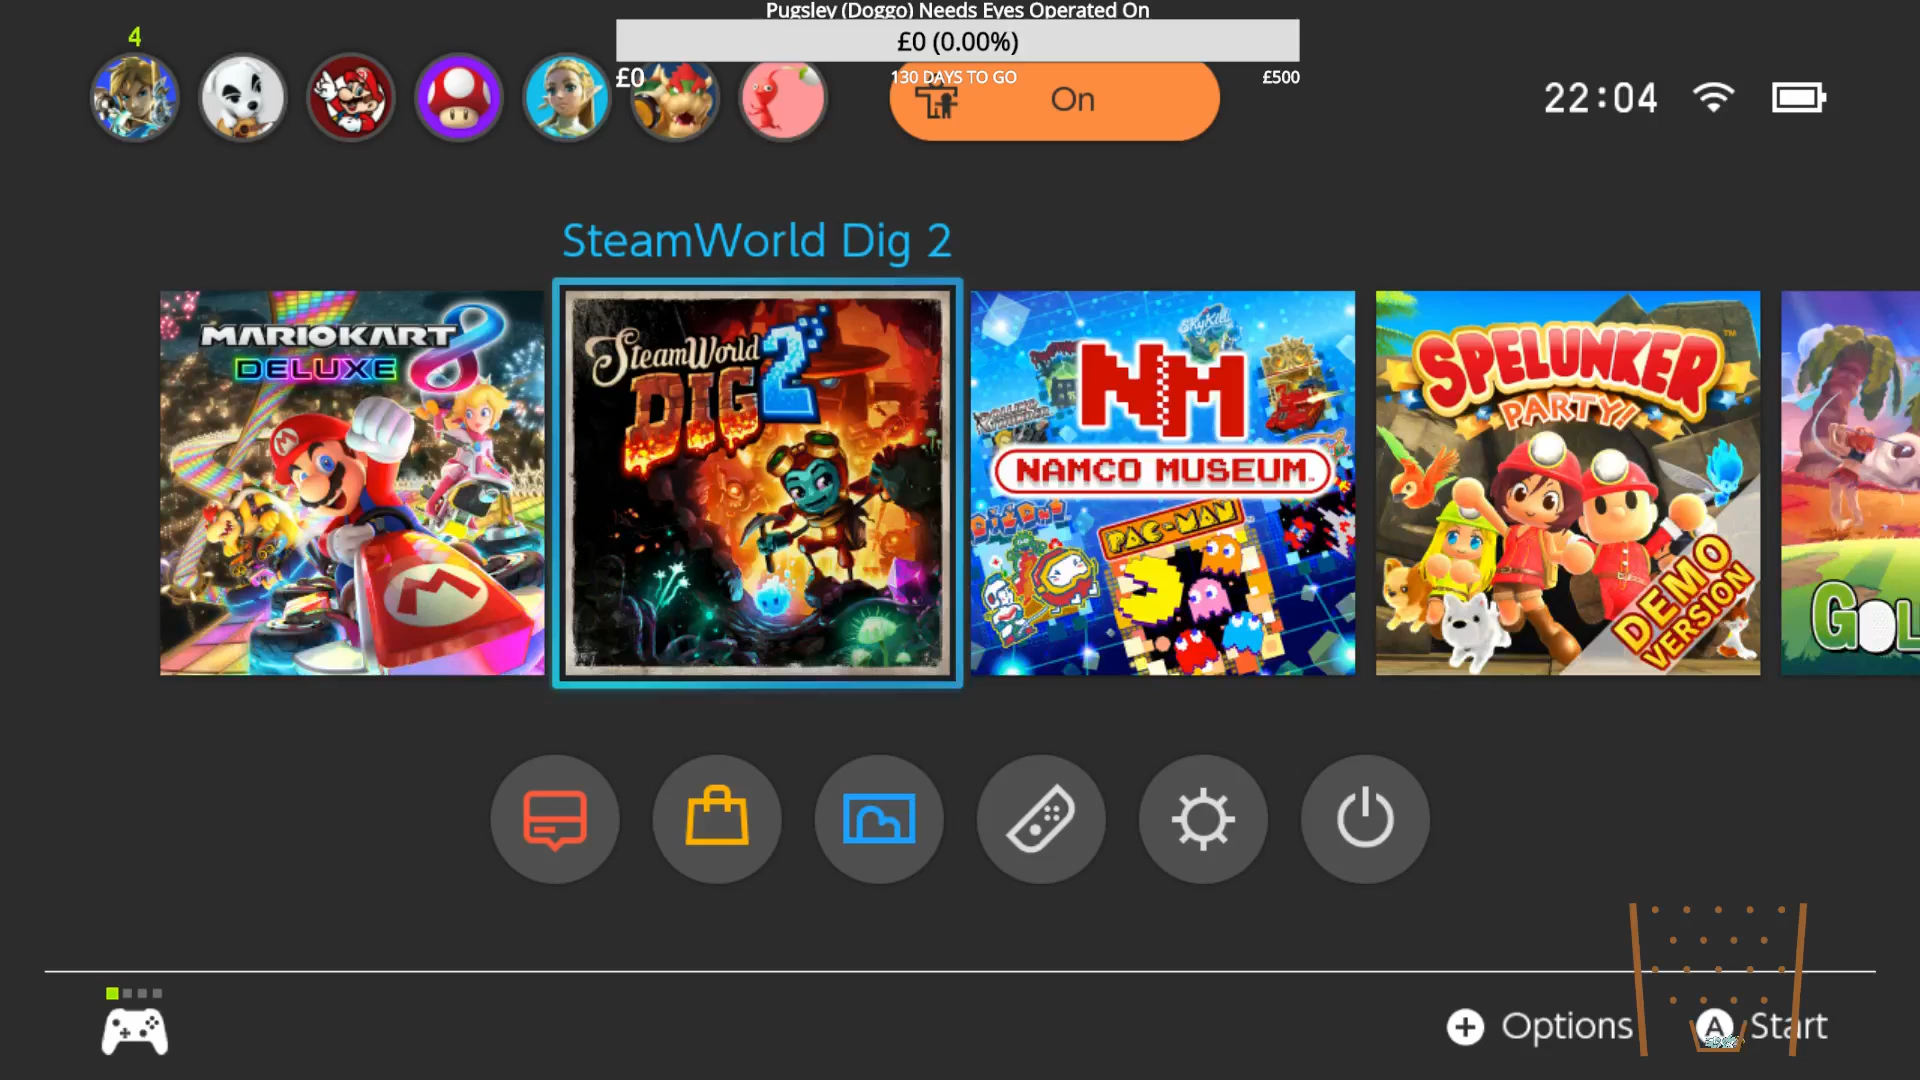 Pugsley (Doggo) Needs Eyes Operated On
£0 (0.00%)
£0
130 DAYS TO GO
£500
4
On
22:04
SteamWorld Dig 2
MARIOKART 8
DELUXE
SteamWorld
DIG 2
NM
NAMCO MUSEUM
PAC-MAN
SPELUNKER™
PARTY!
DEMO
VERSION
GOL
+ Options
A Start